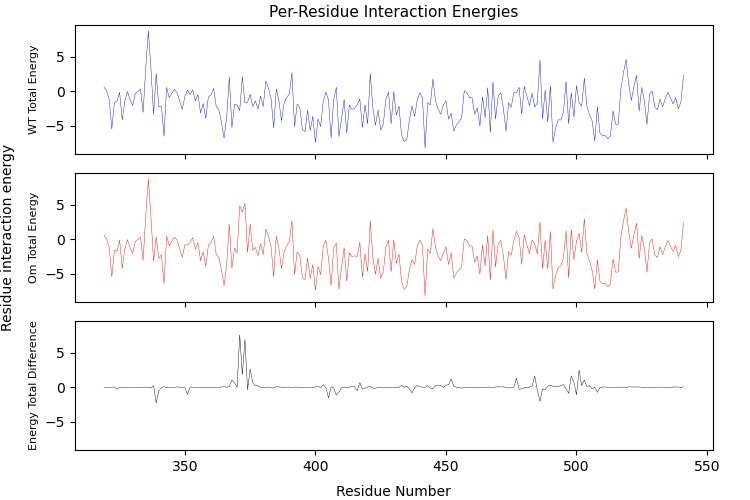 Per-Residue Interaction Energies
Residue interaction energy
WT Total Energy
5
0
−5
Om Total Energy
5
0
−5
Energy Total Difference
5
0
−5
350 400 450 500 550
Residue Number